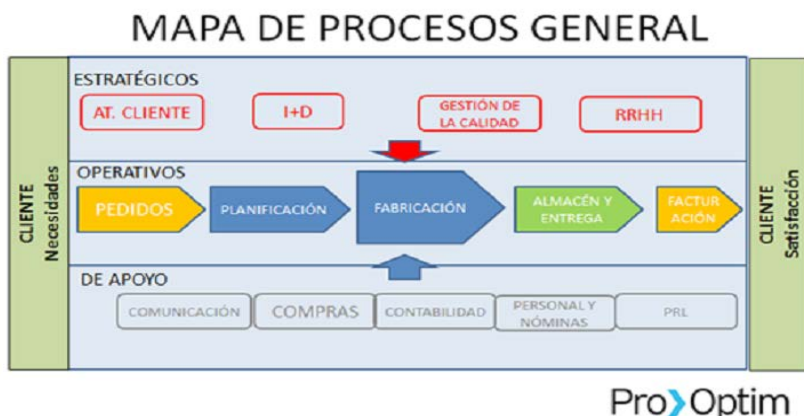 MAPA DE PROCESOS GENERAL
CLIENTE
Necesidades
ESTRATÉGICOS
AT. CLIENTE
I+D
GESTIÓN DE
LA CALIDAD
RRHH
OPERATIVOS
PEDIDOS
PLANIFICACIÓN
FABRICACIÓN
ALMACÉN Y
ENTREGA
FACTUR
ACIÓN
DE APOYO
COMUNICACIÓN
COMPRAS
CONTABILIDAD
PERSONAL Y
NÓMINAS
PRL
CLIENTE
Satisfacción
Pro Optim